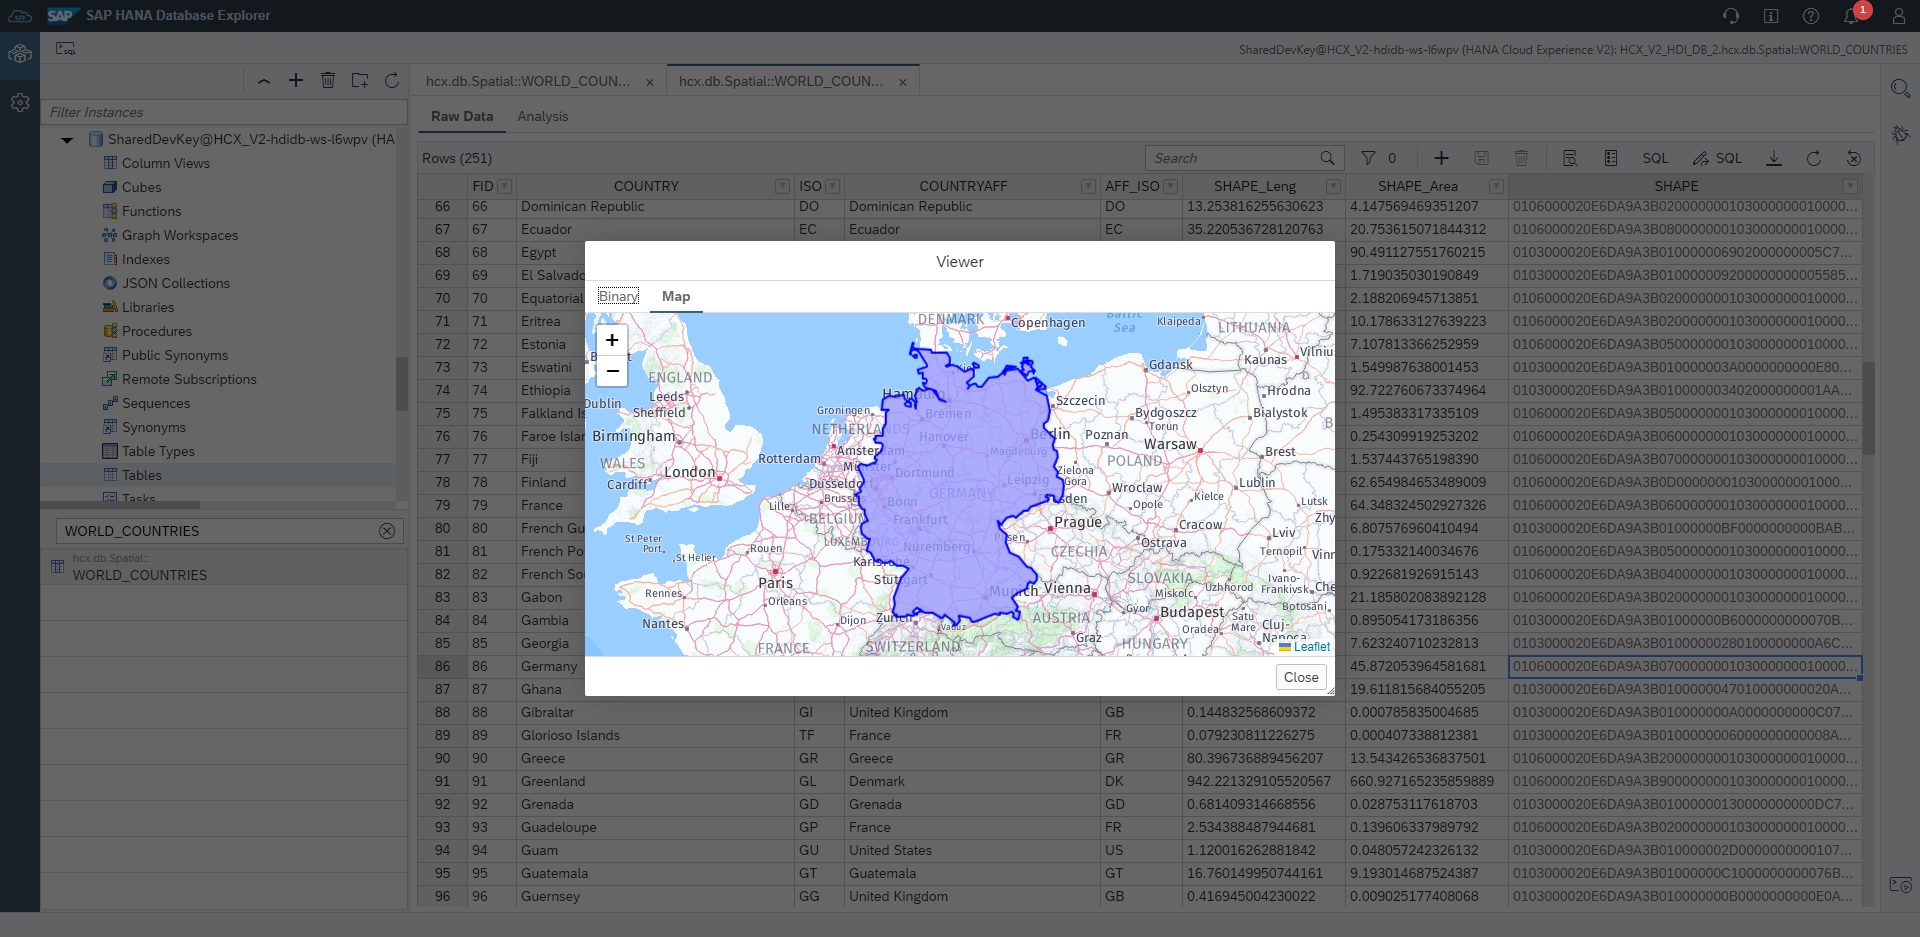 SAP SAP HANA Database Explorer
1
SQL
SharedDevKey@HCX_V2-hdidb-ws-l6wpv (HANA Cloud Experience V2): HCX_V2_HDI_DB_2.hcx.db.Spatial::WORLD_COUNTRIES
Filter Instances
SharedDevKey@HCX_V2-hdidb-ws-l6wpv (HA
Column Views
Cubes
Functions
Graph Workspaces
Indexes
JSON Collections
Libraries
Procedures
Public Synonyms
Remote Subscriptions
Sequences
Synonyms
Table Types
Tables
Tasks
WORLD_COUNTRIES
hcx.db.Spatial::
WORLD_COUNTRIES
hcx.db.Spatial::WORLD_COUN... hcx.db.Spatial::WORLD_COUN...
Raw Data Analysis
Rows (251) Search 0 SQL SQL
FID COUNTRY ISO COUNTRYAFF AFF_ISO SHAPE_Leng SHAPE_Area SHAPE
66 66 Dominican Republic DO Dominican Republic DO 13.253816255630623 4.147569469351207 0106000020E6DA9A3B020000000103000000010000...
67 67 Ecuador EC Ecuador EC 35.220536728120763 20.753615071844312 0106000020E6DA9A3B080000000103000000010000...
68 68 Egypt 90.491127551760215 0103000020E6DA9A3B0100000069020000000005C7...
69 69 El Salvado 1.719035030190849 0103000020E6DA9A3B010000009200000000005585...
70 70 Equatorial 2.188206945713851 0106000020E6DA9A3B020000000103000000010000...
71 71 Eritrea 10.178633127639223 0106000020E6DA9A3B020000000103000000010000...
72 72 Estonia 7.107813366252959 0106000020E6DA9A3B050000000103000000010000...
73 73 Eswatini 1.549987638001453 0103000020E6DA9A3B010000003A0000000000E80...
74 74 Ethiopia 92.722760673374964 0103000020E6DA9A3B0100000034020000000001AA...
75 75 Falkland Is 1.495383317335109 0106000020E6DA9A3B050000000103000000010000...
76 76 Faroe Islar 0.254309919253202 0106000020E6DA9A3B060000000103000000010000...
77 77 Fiji 1.537443765198390 0106000020E6DA9A3B070000000103000000010000...
78 78 Finland 62.654984653489009 0106000020E6DA9A3B0D000000010300000001000...
79 79 France 64.348324502927326 0106000020E6DA9A3B060000000103000000010000...
80 80 French Gu 6.807576960410494 0103000020E6DA9A3B01000000BF00000000000BAB...
81 81 French Po 0.175332140034676 0106000020E6DA9A3B050000000103000000010000...
82 82 French So 0.922681926915143 0106000020E6DA9A3B040000000103000000010000...
83 83 Gabon 21.185802083892128 0106000020E6DA9A3B020000000103000000010000...
84 84 Gambia 0.895054173186356 0103000020E6DA9A3B01000000B6000000000070B...
85 85 Georgia 7.623240710232813 0103000020E6DA9A3B010000002801000000000A6C...
86 86 Germany 45.872053964581681 0106000020E6DA9A3B070000000103000000010000...
87 87 Ghana 19.611815684055205 0103000020E6DA9A3B0100000047010000000020A...
88 88 Gibraltar GI United Kingdom GB 0.144832568609372 0.000785835004685 0103000020E6DA9A3B010000000A0000000000C07...
89 89 Glorioso Islands TF France FR 0.079230811226275 0.000407338812381 0103000020E6DA9A3B0100000006000000000008A...
90 90 Greece GR Greece GR 80.396736889456207 13.543426536837501 0106000020E6DA9A3B200000000103000000010000...
91 91 Greenland GL Denmark DK 942.221329105520567 660.927165235859889 0106000020E6DA9A3B900000000103000000010000...
92 92 Grenada GD Grenada GD 0.681409314668556 0.028753117618703 0103000020E6DA9A3B01000000130000000000DC7...
93 93 Guadeloupe GP France FR 2.534388487944681 0.139606337989792 0106000020E6DA9A3B020000000103000000010000...
94 94 Guam GU United States US 1.120016262881842 0.048057242326132 0103000020E6DA9A3B010000002D0000000000107...
95 95 Guatemala GT Guatemala GT 16.760149950744161 9.193014687524387 0103000020E6DA9A3B01000000C1000000000076B...
96 96 Guernsey GG United Kingdom GB 0.416945004230022 0.009025177408068 0103000020E6DA9A3B010000000B0000000000E0A...
Viewer
Binary Map
+
−
DENMARK Copenhagen Baltic Sea Klaipeda LITHUANIA
Kaunas Vilniu
Gdansk
ENGLAND Olsztyn Hrodna
Leeds
Dublin Sheffield Groningen Hamburg Bremen Szczecin Bydgoszcz Bialystok
Torun
Birmingham NETHERLANDS Hanover Berlin Poznan Warsaw
WALES London Rotterdam Amsterdam Magdeburg POLAND Brest
Cardiff Munster Dortmund Zielona Gora
Dusseldorf Leipzig Wroclaw Kielce Lublin
Lille Brussels Bonn GERMANY sden Opole Lutsk
BELGIUM Frankfurt Prague Cracow Zhy
St Peter Port St Helier Rouen LUXEMBOURG Nuremberg Pilsen CZECHIA Ostrava Lviv
Ternopil Vinn
Paris Karls Stuttgart Munich Vienna SLOVAKIA Ivano-Frankivsk Che
Rennes Orleans Miskolc Uzhhorod Botosani
Nantes Dijon Zurich Vaduz AUSTRIA Gyor Budapest Satu Mare Cluj-Napoca
Oradea
FRANCE SWITZERLAND Graz HUNGARY
Leaflet
Close